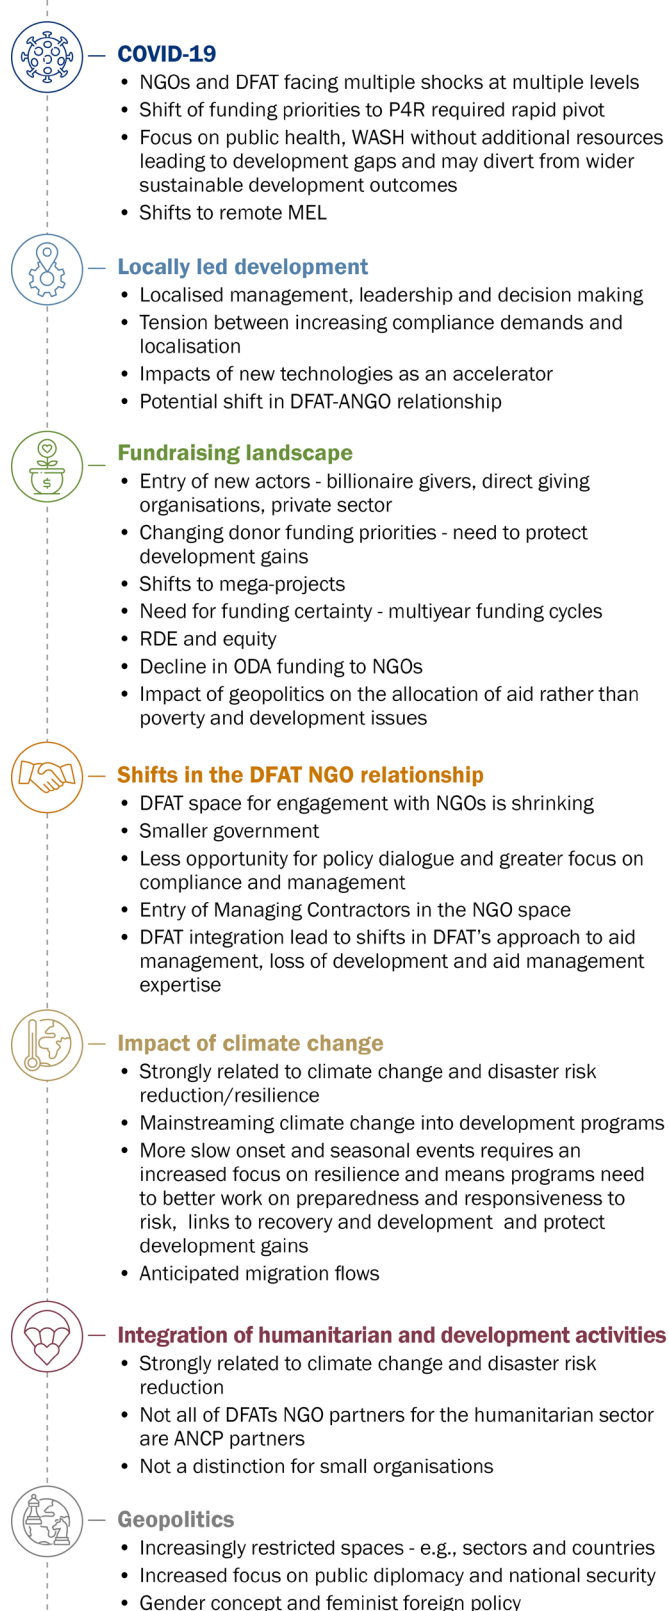 COVID-19
• NGOs and DFAT facing multiple shocks at multiple levels
• Shift of funding priorities to P4R required rapid pivot
• Focus on public health, WASH without additional resources
leading to development gaps and may divert from wider
sustainable development outcomes
• Shifts to remote MEL
Locally led development
• Localised management, leadership and decision making
• Tension between increasing compliance demands and
localisation
• Impacts of new technologies as an accelerator
• Potential shift in DFAT-ANGO relationship
Fundraising landscape
• Entry of new actors - billionaire givers, direct giving
organisations, private sector
• Changing donor funding priorities - need to protect
development gains
• Shifts to mega-projects
• Need for funding certainty - multiyear funding cycles
• RDE and equity
• Decline in ODA funding to NGOs
• Impact of geopolitics on the allocation of aid rather than
poverty and development issues
Shifts in the DFAT NGO relationship
• DFAT space for engagement with NGOs is shrinking
• Smaller government
• Less opportunity for policy dialogue and greater focus on
compliance and management
• Entry of Managing Contractors in the NGO space
• DFAT integration lead to shifts in DFAT's approach to aid
management, loss of development and aid management
expertise
Impact of climate change
• Strongly related to climate change and disaster risk
reduction/resilience
• Mainstreaming climate change into development programs
• More slow onset and seasonal events requires an
increased focus on resilience and means programs need
to better work on preparedness and responsiveness to
risk,  links to recovery and development  and protect
development gains
• Anticipated migration flows
Integration of humanitarian and development activities
• Strongly related to climate change and disaster risk
reduction
• Not all of DFATs NGO partners for the humanitarian sector
are ANCP partners
• Not a distinction for small organisations
Geopolitics
• Increasingly restricted spaces - e.g., sectors and countries
• Increased focus on public diplomacy and national security
• Gender concept and feminist foreign policy
$